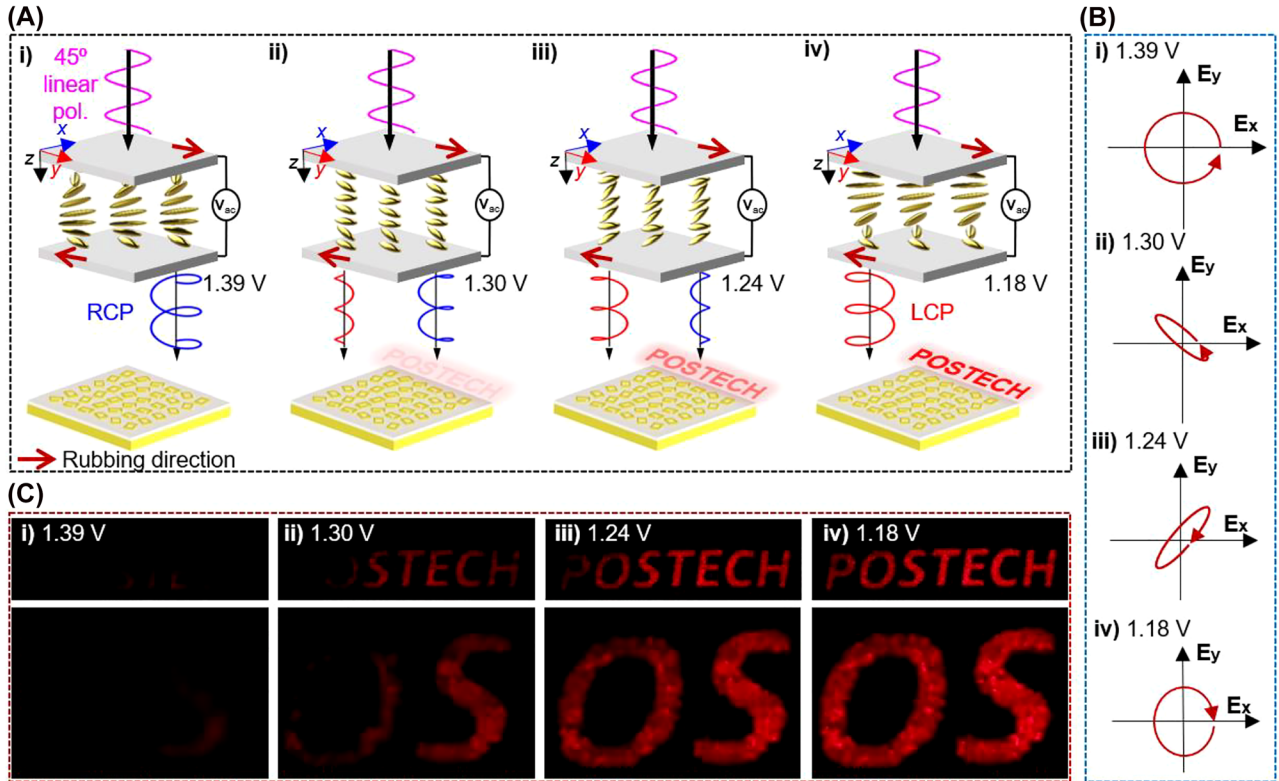 (A)
i) 45º linear pol.
x
y
z
Vac
1.39 V
RCP
ii)
x
y
z
Vac
1.30 V
POSTECH
iii)
x
y
z
Vac
1.24 V
POSTECH
iv)
x
y
z
Vac
1.18 V
LCP
POSTECH
Rubbing direction
(B)
i) 1.39 V
Ey
Ex
ii) 1.30 V
Ey
Ex
iii) 1.24 V
Ey
Ex
iv) 1.18 V
Ey
Ex
(C)
i) 1.39 V
STE
ii) 1.30 V
OSTECH
iii) 1.24 V
POSTECH
iv) 1.18 V
POSTECH
S
OS
OS
OS